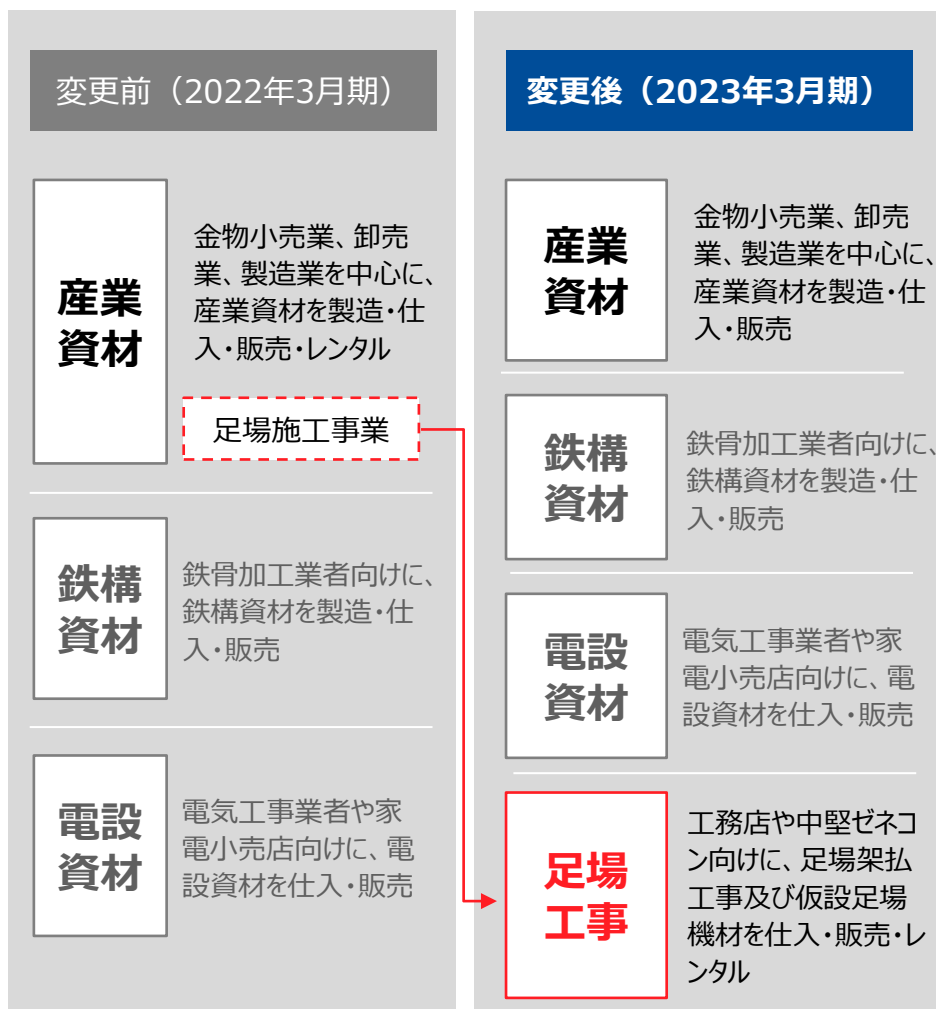 変更前（2022年3月期）
産業
資材
金物小売業、卸売
業、製造業を中心に、
産業資材を製造・仕
入・販売・レンタル
足場施工事業
鉄構
資材
鉄骨加工業者向けに、
鉄構資材を製造・仕
入・販売
電設
資材
電気工事業者や家
電小売店向けに、電
設資材を仕入・販売
変更後（2023年3月期）
産業
資材
金物小売業、卸売
業、製造業を中心に、
産業資材を製造・仕
入・販売
鉄構
資材
鉄骨加工業者向けに、
鉄構資材を製造・仕
入・販売
電設
資材
電気工事業者や家
電小売店向けに、電
設資材を仕入・販売
足場
工事
工務店や中堅ゼネコ
ン向けに、足場架払
工事及び仮設足場
機材を仕入・販売・レ
ンタル